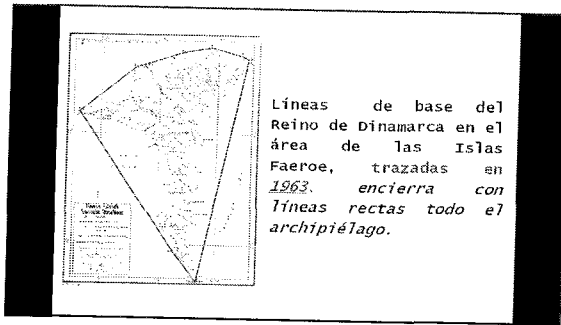 Líneas de base del
Reino de Dinamarca en el
área de las Islas
Faeroe, trazadas en
1963. encierra con
líneas rectas todo el
archipiélago.